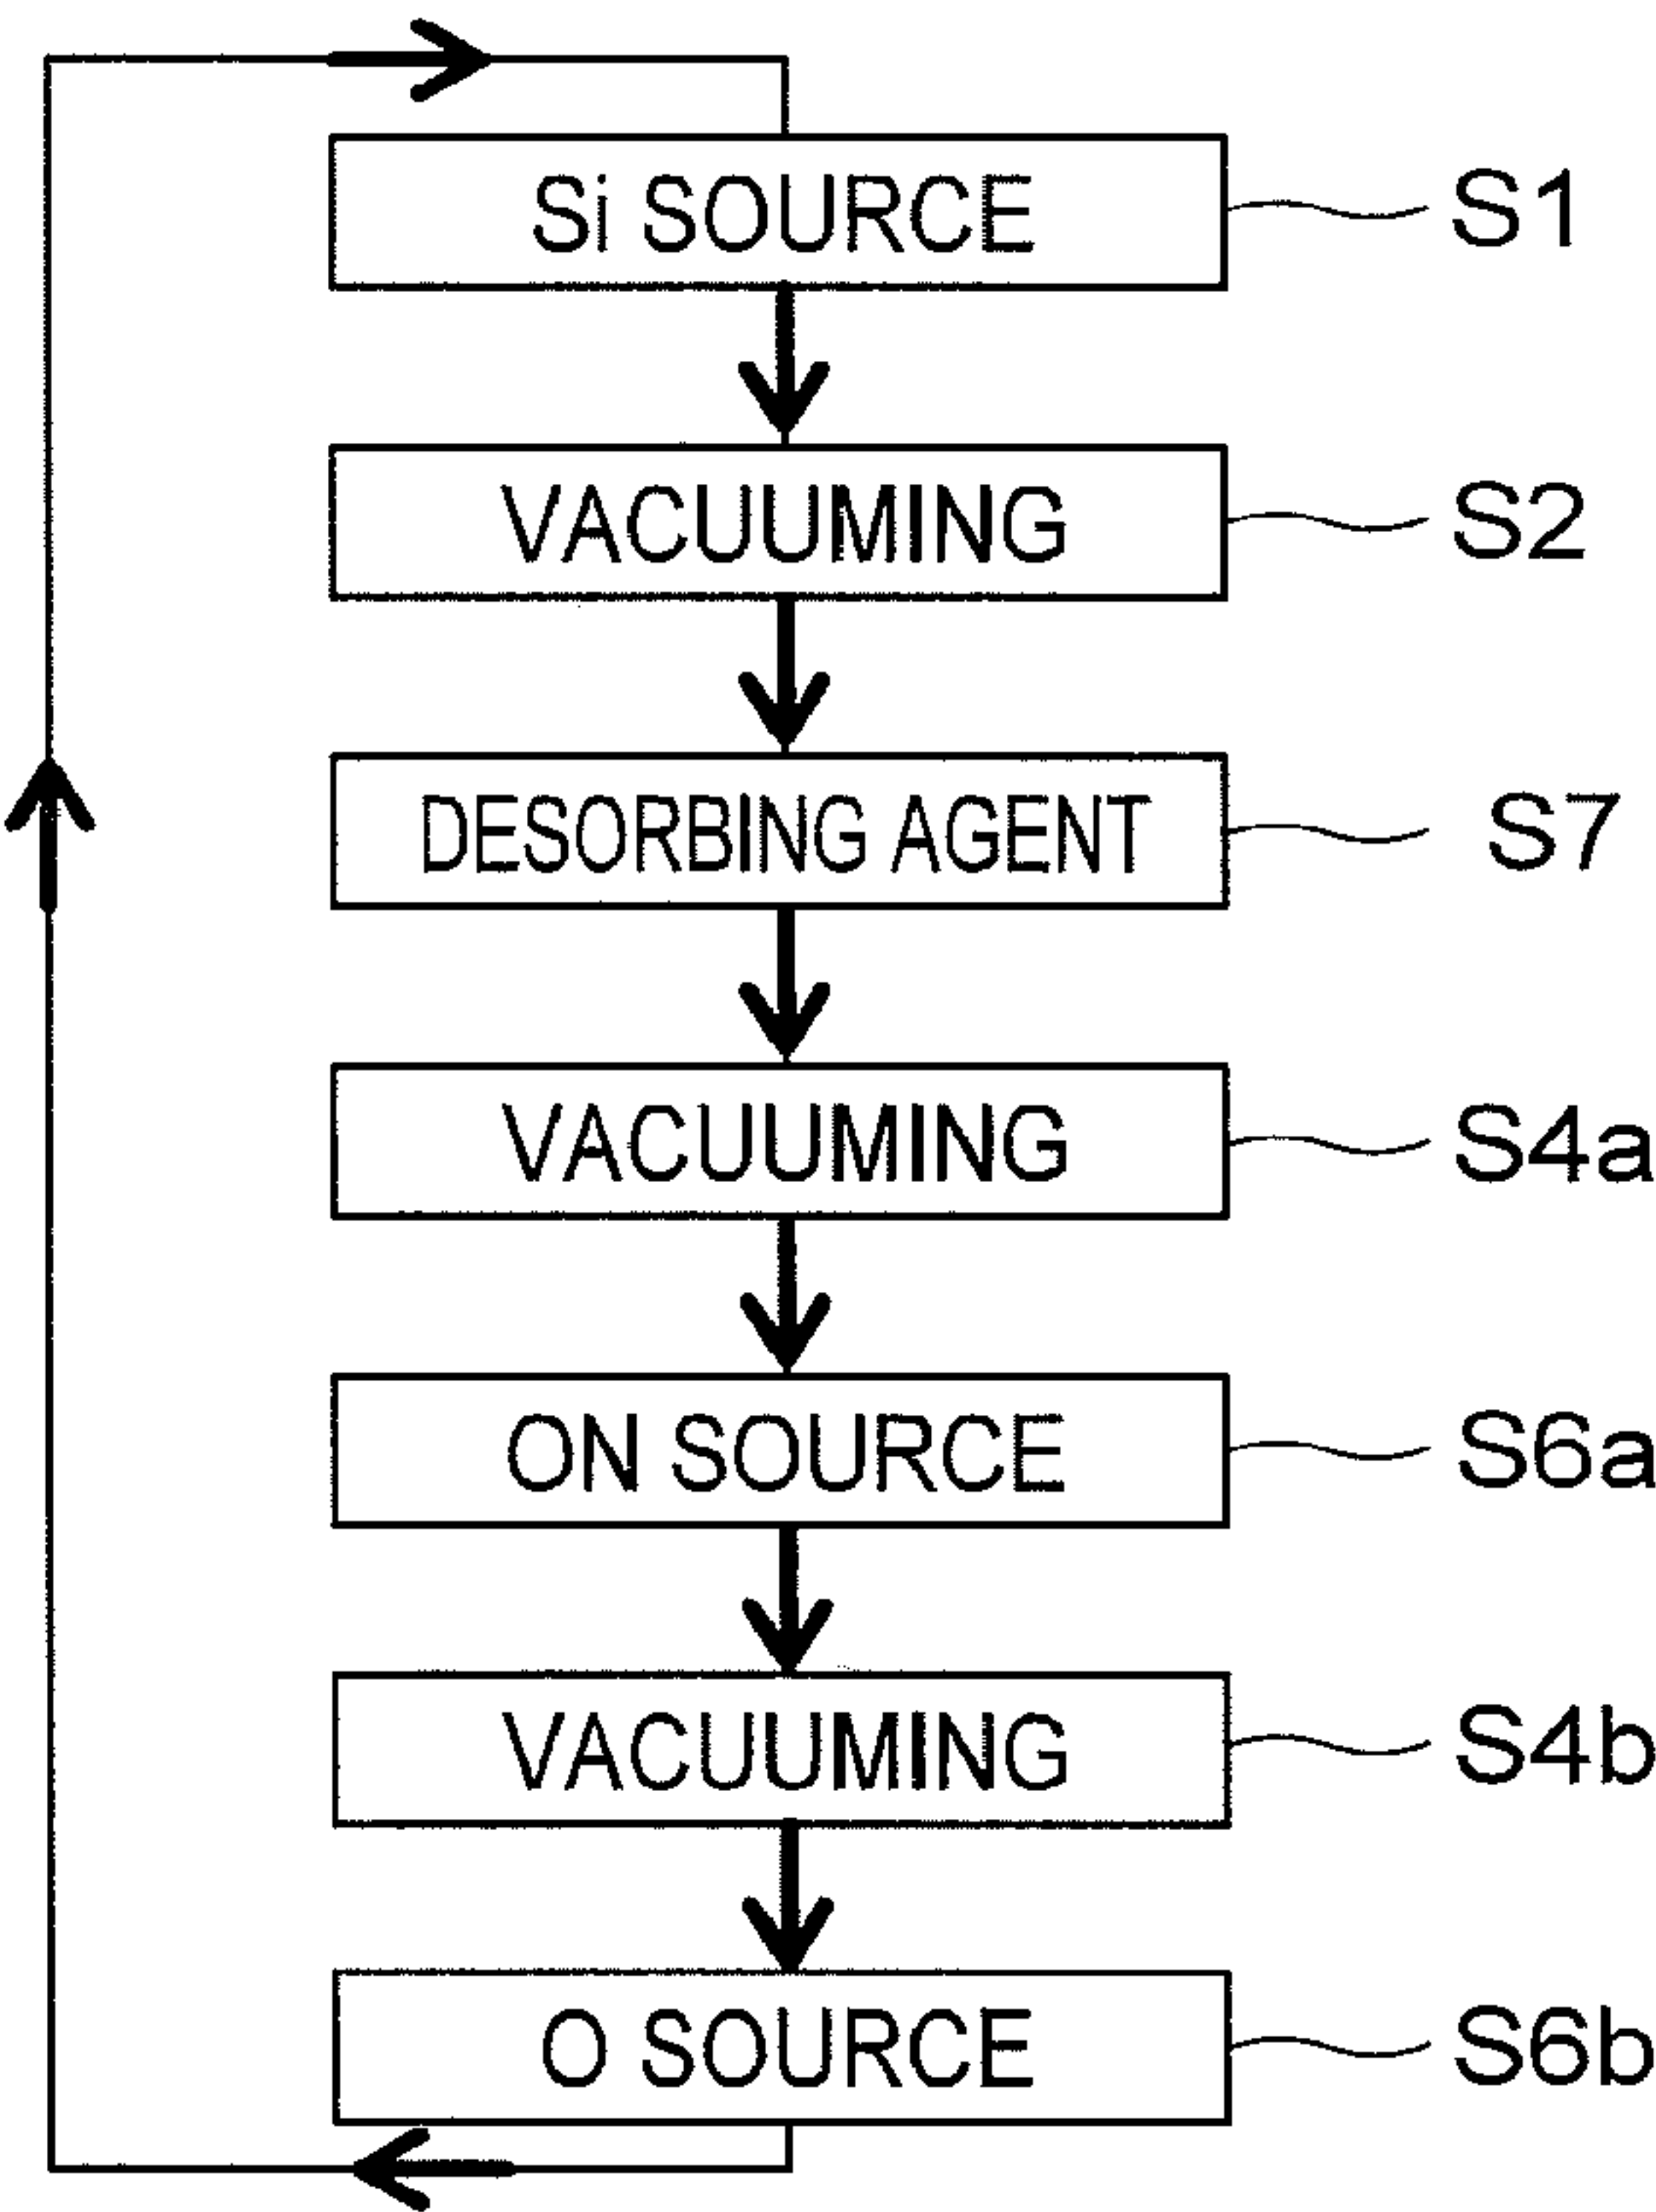 Si SOURCE S1
VACUUMING S2
DESORBING AGENT S7
VACUUMING S4a
ON SOURCE S6a
VACUUMING S4b
O SOURCE S6b